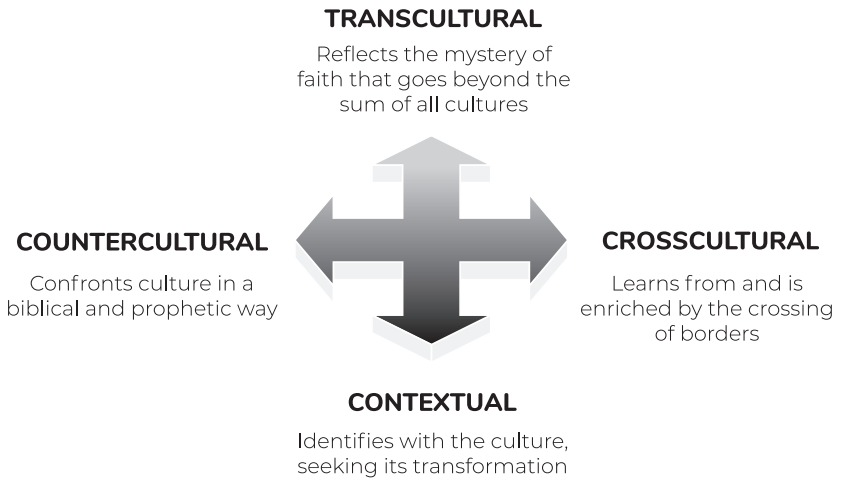 TRANSCULTURAL
Reflects the mystery of
faith that goes beyond the
sum of all cultures
COUNTERCULTURAL
Confronts culture in a
biblical and prophetic way
CROSSCULTURAL
Learns from and is
enriched by the crossing
of borders
CONTEXTUAL
Identifies with the culture,
seeking its transformation